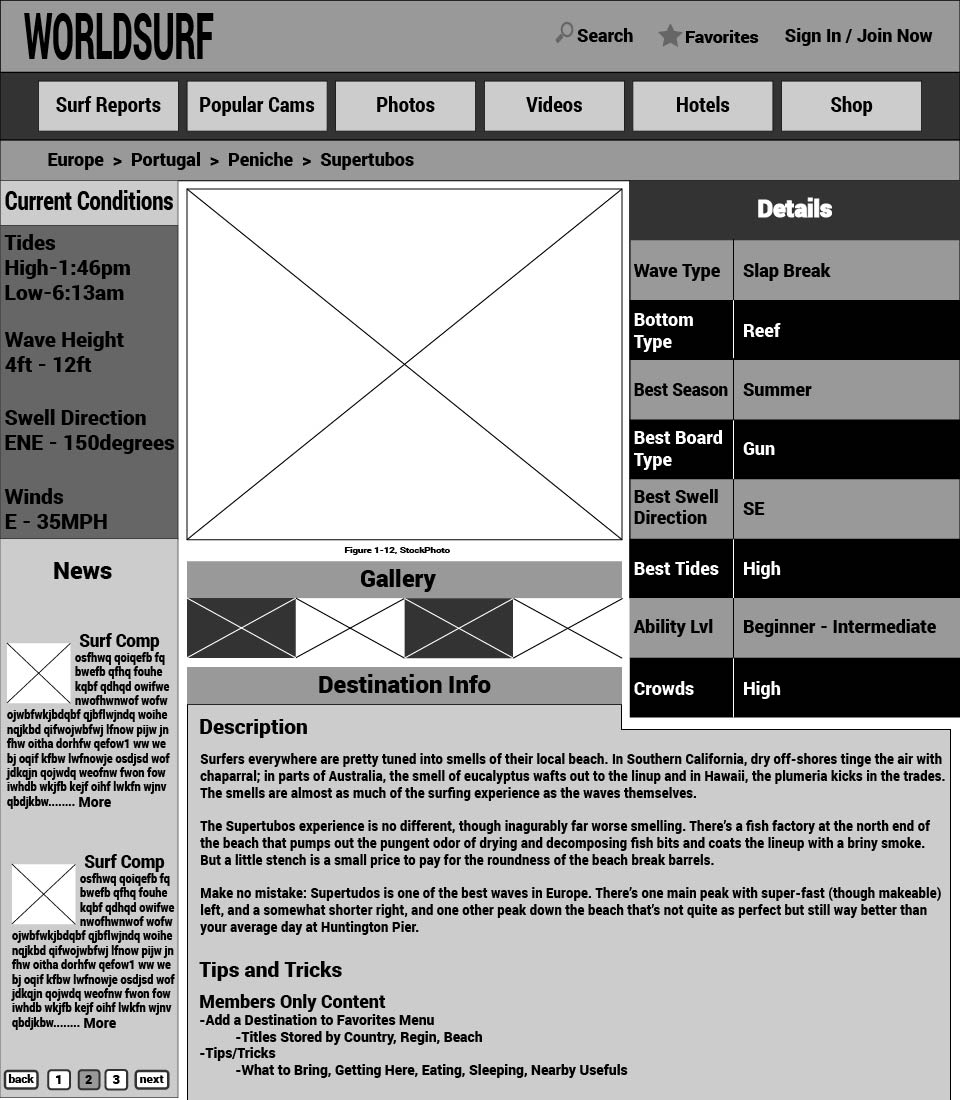 WORLDSURF
Search
Favorites
Sign In / Join Now
Surf Reports
Popular Cams
Photos
Videos
Hotels
Shop
Europe > Portugal > Peniche > Supertubos
Current Conditions
Tides
High-1:46pm
Low-6:13am
Wave Height
4ft - 12ft
Swell Direction
ENE - 150degrees
Winds
E - 35MPH
News
Surf Comp
osfhwq qoiqefb fq
bwefb qfhq fouhe
kqbf qdhqd owifwe
nwofhwnwof wofw
ojwbfwkjbdqbf qjbflwjndq woihe
nqjkbd qifwojwbfwj lfnow pijw jn
fhw oitha dorhfw qefow1 ww we
bj oqif kfbw lwfnowje osdjsd wof
jdkqjn qojwdq weofnw fwon fow
iwhdb wkjfb kejf oihf lwkfn wjnv
qbdjkbw........ More
Surf Comp
osfhwq qoiqefb fq
bwefb qfhq fouhe
kqbf qdhqd owifwe
nwofhwnwof wofw
ojwbfwkjbdqbf qjbflwjndq woihe
nqjkbd qifwojwbfwj lfnow pijw jn
fhw oitha dorhfw qefow1 ww we
bj oqif kfbw lwfnowje osdjsd wof
jdkqjn qojwdq weofnw fwon fow
iwhdb wkjfb kejf oihf lwkfn wjnv
qbdjkbw........ More
back 1 2 3 next
Figure 1-12, StockPhoto
Gallery
Destination Info
Description
Surfers everywhere are pretty tuned into smells of their local beach. In Southern California, dry off-shores tinge the air with
chaparral; in parts of Australia, the smell of eucalyptus wafts out to the linup and in Hawaii, the plumeria kicks in the trades.
The smells are almost as much of the surfing experience as the waves themselves.
The Supertubos experience is no different, though inagurably far worse smelling. There's a fish factory at the north end of
the beach that pumps out the pungent odor of drying and decomposing fish bits and coats the lineup with a briny smoke.
But a little stench is a small price to pay for the roundness of the beach break barrels.
Make no mistake: Supertudos is one of the best waves in Europe. There's one main peak with super-fast (though makeable)
left, and a somewhat shorter right, and one other peak down the beach that's not quite as perfect but still way better than
your average day at Huntington Pier.
Tips and Tricks
Members Only Content
-Add a Destination to Favorites Menu
-Titles Stored by Country, Regin, Beach
-Tips/Tricks
-What to Bring, Getting Here, Eating, Sleeping, Nearby Usefuls
Details
Wave Type
Slap Break
Bottom
Type
Reef
Best Season
Summer
Best Board
Type
Gun
Best Swell
Direction
SE
Best Tides
High
Ability Lvl
Beginner - Intermediate
Crowds
High